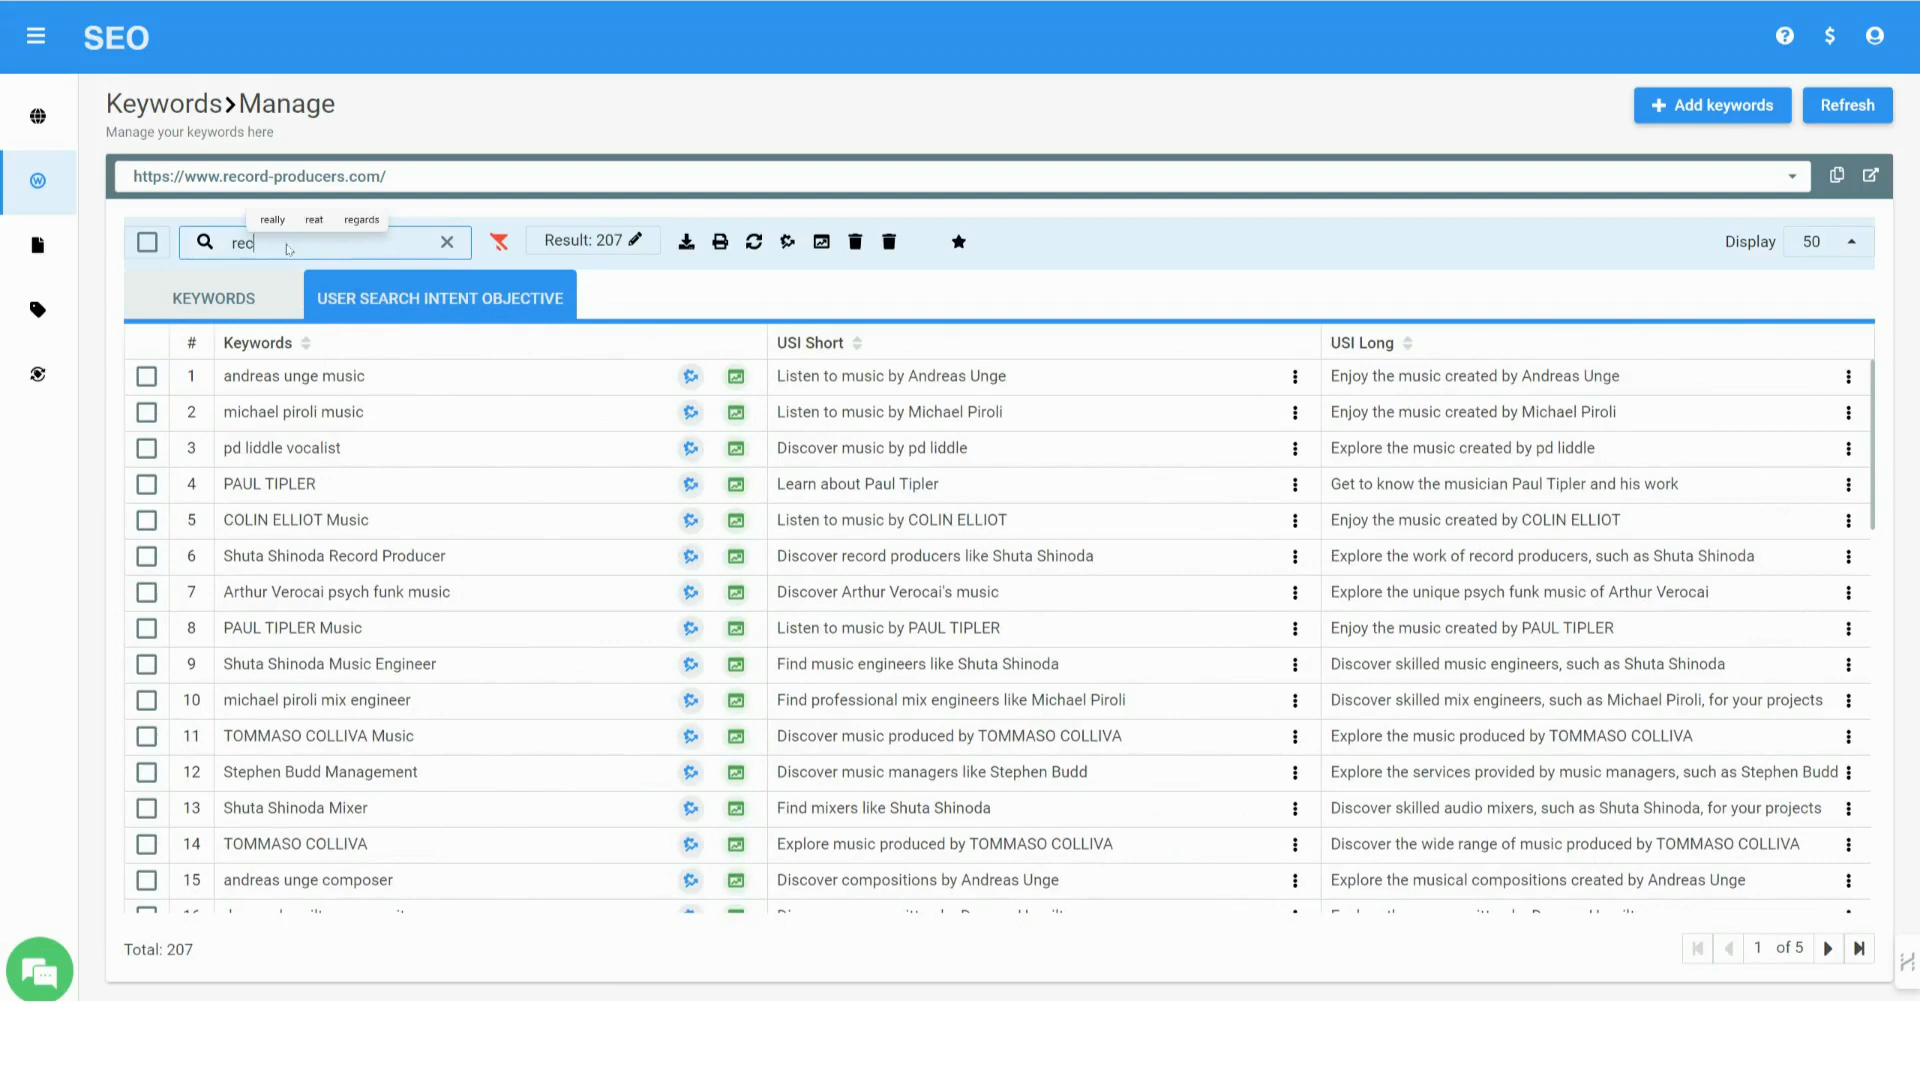 SEO
Keywords>Manage
Manage your keywords here
+ Add keywords
Refresh
https://www.record-producers.com/
really reat regards
rec
Result: 207
Display 50
KEYWORDS
USER SEARCH INTENT OBJECTIVE
# Keywords USI Short USI Long
1 andreas unge music Listen to music by Andreas Unge Enjoy the music created by Andreas Unge
2 michael piroli music Listen to music by Michael Piroli Enjoy the music created by Michael Piroli
3 pd liddle vocalist Discover music by pd liddle Explore the music created by pd liddle
4 PAUL TIPLER Learn about Paul Tipler Get to know the musician Paul Tipler and his work
5 COLIN ELLIOT Music Listen to music by COLIN ELLIOT Enjoy the music created by COLIN ELLIOT
6 Shuta Shinoda Record Producer Discover record producers like Shuta Shinoda Explore the work of record producers, such as Shuta Shinoda
7 Arthur Verocai psych funk music Discover Arthur Verocai's music Explore the unique psych funk music of Arthur Verocai
8 PAUL TIPLER Music Listen to music by PAUL TIPLER Enjoy the music created by PAUL TIPLER
9 Shuta Shinoda Music Engineer Find music engineers like Shuta Shinoda Discover skilled music engineers, such as Shuta Shinoda
10 michael piroli mix engineer Find professional mix engineers like Michael Piroli Discover skilled mix engineers, such as Michael Piroli, for your projects
11 TOMMASO COLLIVA Music Discover music produced by TOMMASO COLLIVA Explore the music produced by TOMMASO COLLIVA
12 Stephen Budd Management Discover music managers like Stephen Budd Explore the services provided by music managers, such as Stephen Budd
13 Shuta Shinoda Mixer Find mixers like Shuta Shinoda Discover skilled audio mixers, such as Shuta Shinoda, for your projects
14 TOMMASO COLLIVA Explore music produced by TOMMASO COLLIVA Discover the wide range of music produced by TOMMASO COLLIVA
15 andreas unge composer Discover compositions by Andreas Unge Explore the musical compositions created by Andreas Unge
Total: 207
1 of 5